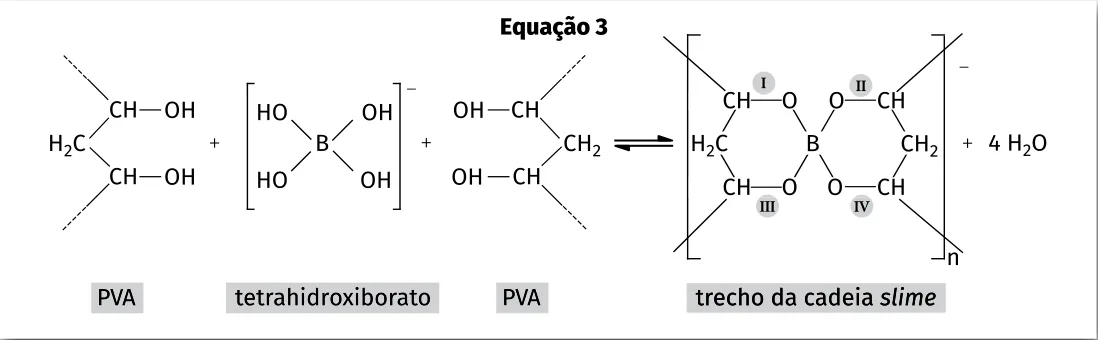 Equação 3
CH—OH
H₂C
CH—OH
+
HO OH
B
HO OH
−
+
OH—CH
CH₂
OH—CH
⇌
I II
CH—O O—CH
H₂C B CH₂
CH—O O—CH
III IV
n
−
+ 4 H₂O
PVA
tetrahidroxiborato
PVA
trecho da cadeia slime